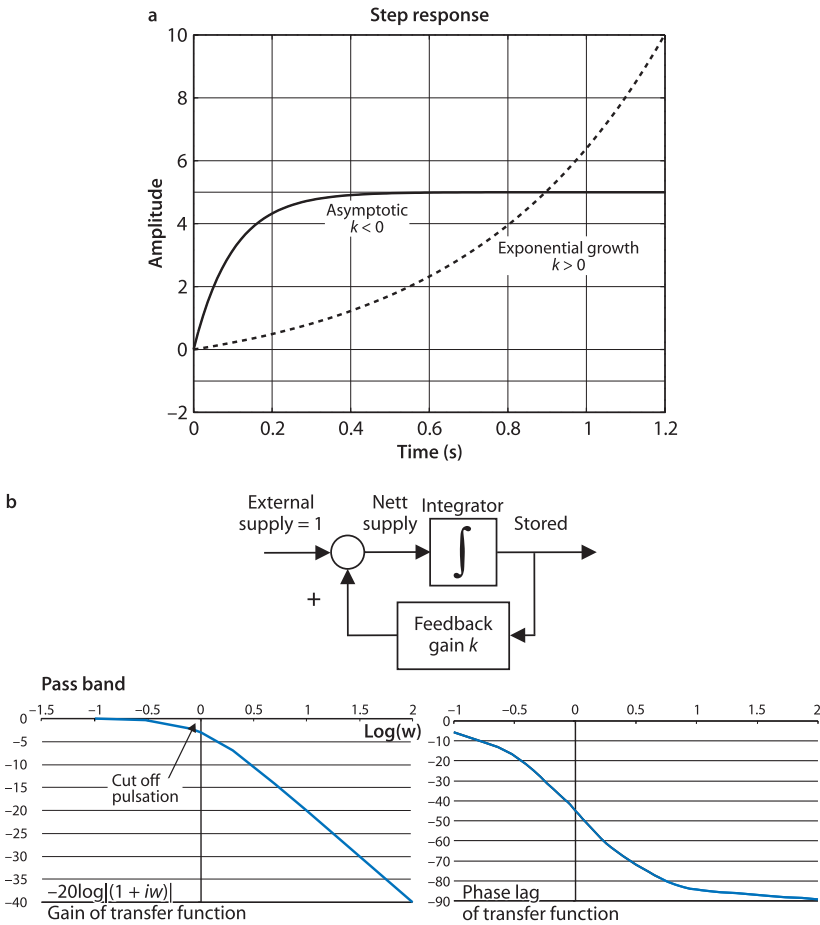 a
Step response
10
8
6
4
2
0
−2
Amplitude
Asymptotic
k < 0
Exponential growth
k > 0
0 0.2 0.4 0.6 0.8 1 1.2
Time (s)
b
External
supply = 1
Nett
supply
Integrator
∫
Stored
+
Feedback
gain k
Pass band
−1.5 −1 −0.5 0 0.5 1 1.5 2
Log(w)
0
−5
−10
−15
−20
−25
−30
−35
−40
Cut off
pulsation
−20log|(1 + iw)|
Gain of transfer function
−1 −0.5 0 0.5 1 1.5 2
0
−10
−20
−30
−40
−50
−60
−70
−80
−90
Phase lag
of transfer function